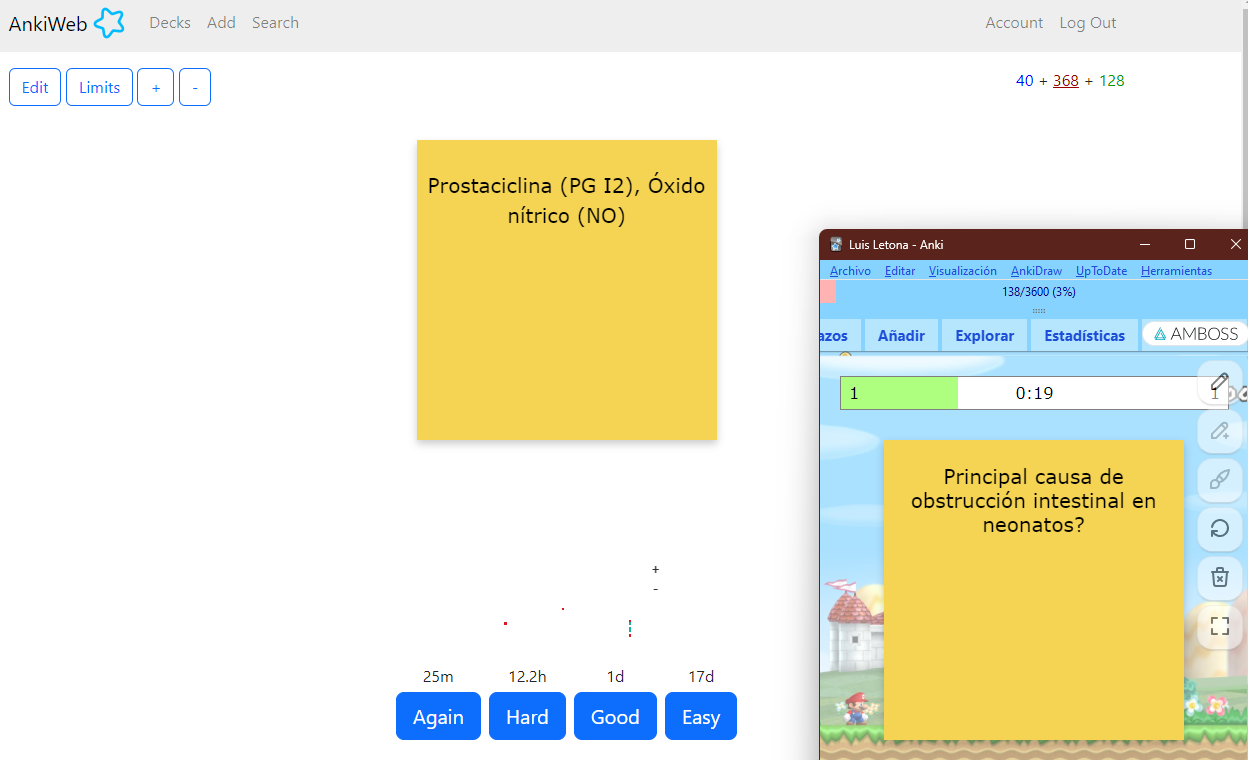 AnkiWeb Decks Add Search Account Log Out
Edit Limits + -
40 + 368 + 128
Prostaciclina (PG I2), Óxido
nítrico (NO)
+
-
25m 12.2h 1d 17d
Again Hard Good Easy
Luis Letona - Anki
Archivo Editar Visualización AnkiDraw UpToDate Herramientas
138/3600 (3%)
azos Añadir Explorar Estadísticas AMBOSS
1 0:19 1
Principal causa de
obstrucción intestinal en
neonatos?